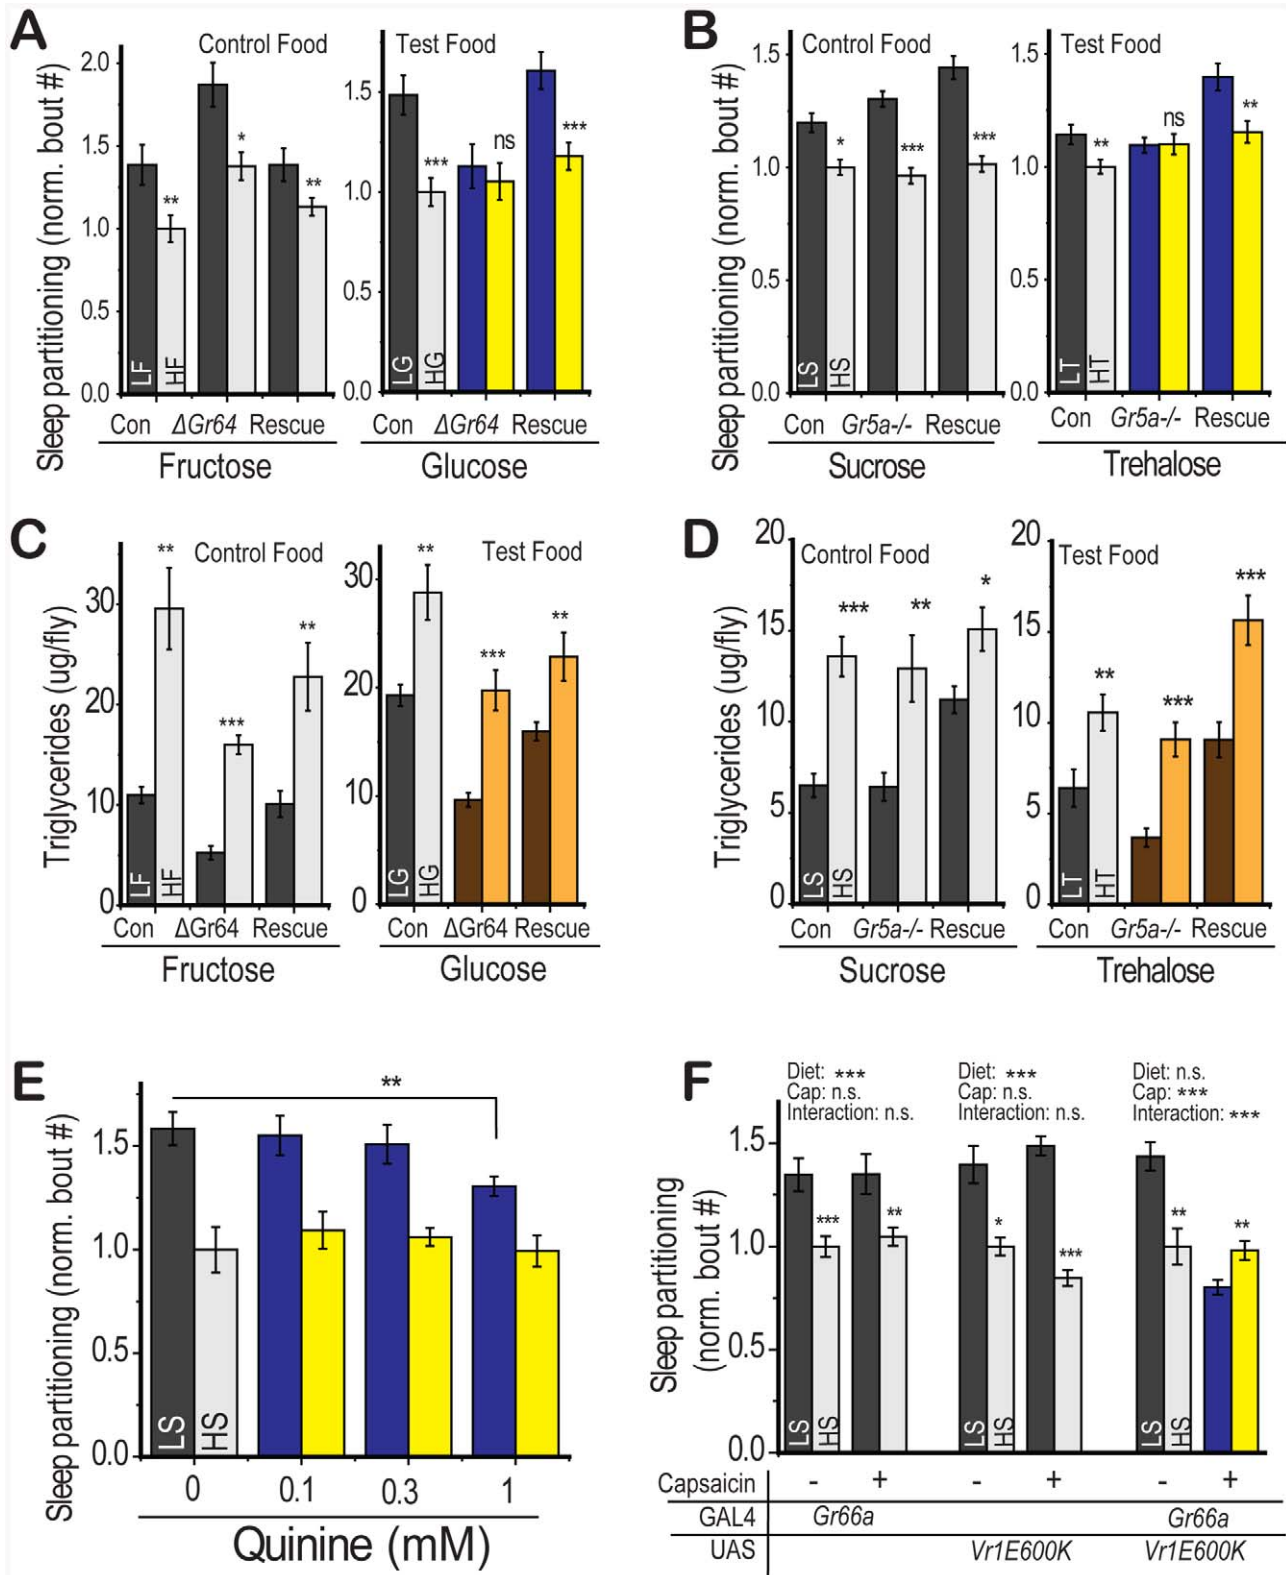 A
Control Food
Test Food
Sleep partitioning (norm. bout #)
2.0
1.5
1.0
0.5
0.0
**
*
**
LF
HF
Con
ΔGr64
Rescue
Fructose
1.5
1.0
0.5
0.0
***
ns
***
LG
HG
Con
ΔGr64
Rescue
Glucose
B
Control Food
Test Food
Sleep partitioning (norm. bout #)
1.5
1.0
0.5
0.0
*
***
***
LS
HS
Con
Gr5a-/-
Rescue
Sucrose
1.5
1.0
0.5
0.0
**
ns
**
LT
HT
Con
Gr5a-/-
Rescue
Trehalose
C
Control Food
Test Food
Triglycerides (ug/fly)
30
20
10
0
**
***
**
LF
HF
Con
ΔGr64
Rescue
Fructose
30
20
10
0
**
***
**
LG
HG
Con
ΔGr64
Rescue
Glucose
D
Control Food
Test Food
Triglycerides (ug/fly)
20
15
10
5
0
***
**
*
LS
HS
Con
Gr5a-/-
Rescue
Sucrose
20
15
10
5
0
**
***
***
LT
HT
Con
Gr5a-/-
Rescue
Trehalose
E
Sleep partitioning (norm. bout #)
**
1.5
1.0
0.5
0.0
LS
HS
0
0.1
0.3
1
Quinine (mM)
F
Diet: ***
Cap: n.s.
Interaction: n.s.
Diet: ***
Cap: n.s.
Interaction: n.s.
Diet: n.s.
Cap: ***
Interaction: ***
Sleep partitioning
(norm. bout #)
1.5
1.0
0.5
0.0
***
**
*
***
**
**
LS
HS
LS
HS
LS
HS
Capsaicin - + - + - +
GAL4 Gr66a Gr66a
UAS Vr1E600K Vr1E600K